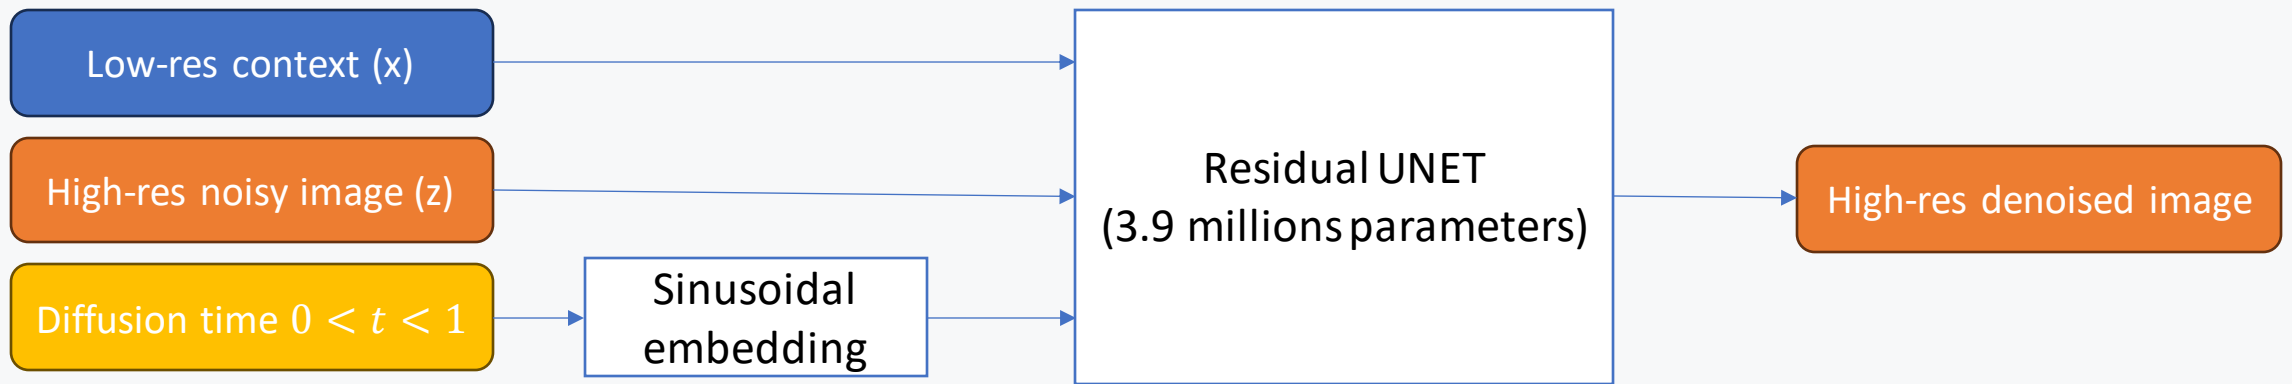 Low-res context (x)
High-res noisy image (z)
Diffusion time 0 < t < 1
Sinusoidal
embedding
Residual UNET
(3.9 millions parameters)
High-res denoised image